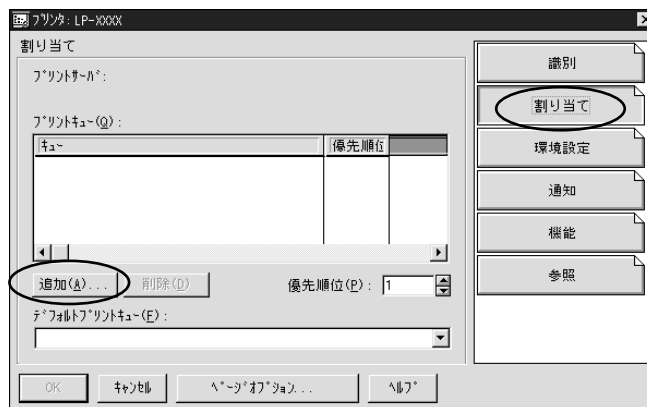 プリンタ: LP-XXXX
割り当て
プリントサーバ:
プリントキュー(Q):
キュー 優先順位
追加(A)... 削除(D) 優先順位(P): 1
デフォルトプリントキュー(F):
OK キャンセル ページオプション... ヘルプ
識別
割り当て
環境設定
通知
機能
参照